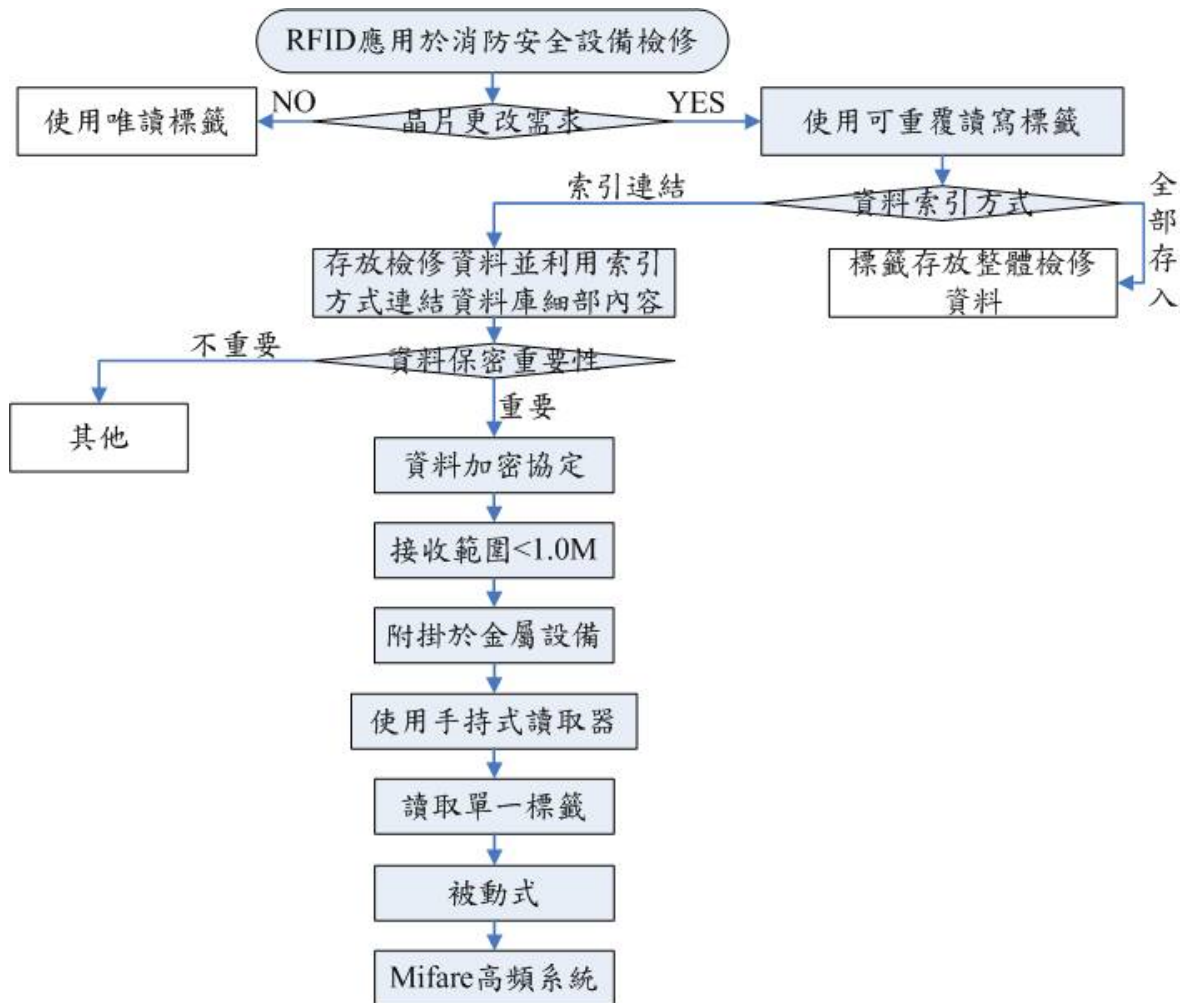 RFID應用於消防安全設備檢修
NO
YES
使用唯讀標籤
晶片更改需求
使用可重覆讀寫標籤
索引連結
資料索引方式
全部存入
存放檢修資料並利用索引
方式連結資料庫細部內容
標籤存放整體檢修
資料
不重要
資料保密重要性
重要
其他
資料加密協定
接收範圍<1.0M
附掛於金屬設備
使用手持式讀取器
讀取單一標籤
被動式
Mifare高頻系統